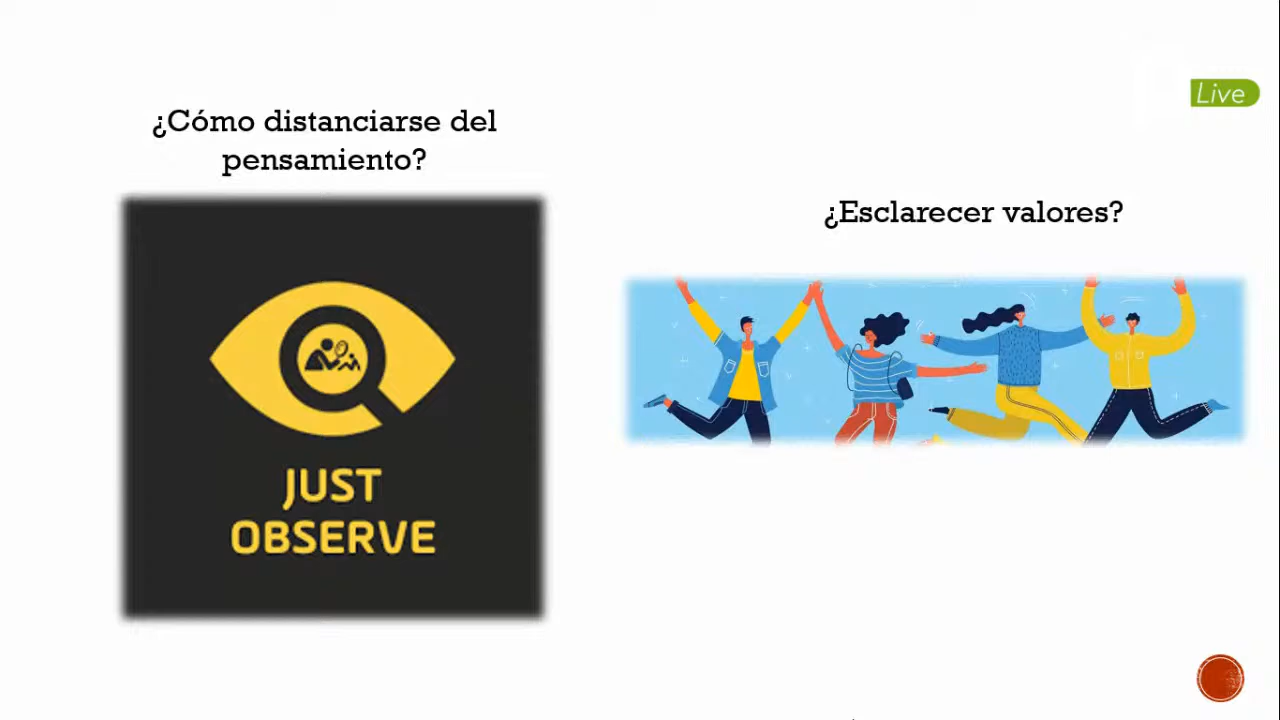 ¿Cómo distanciarse del
pensamiento?
JUST
OBSERVE
¿Esclarecer valores?
Live